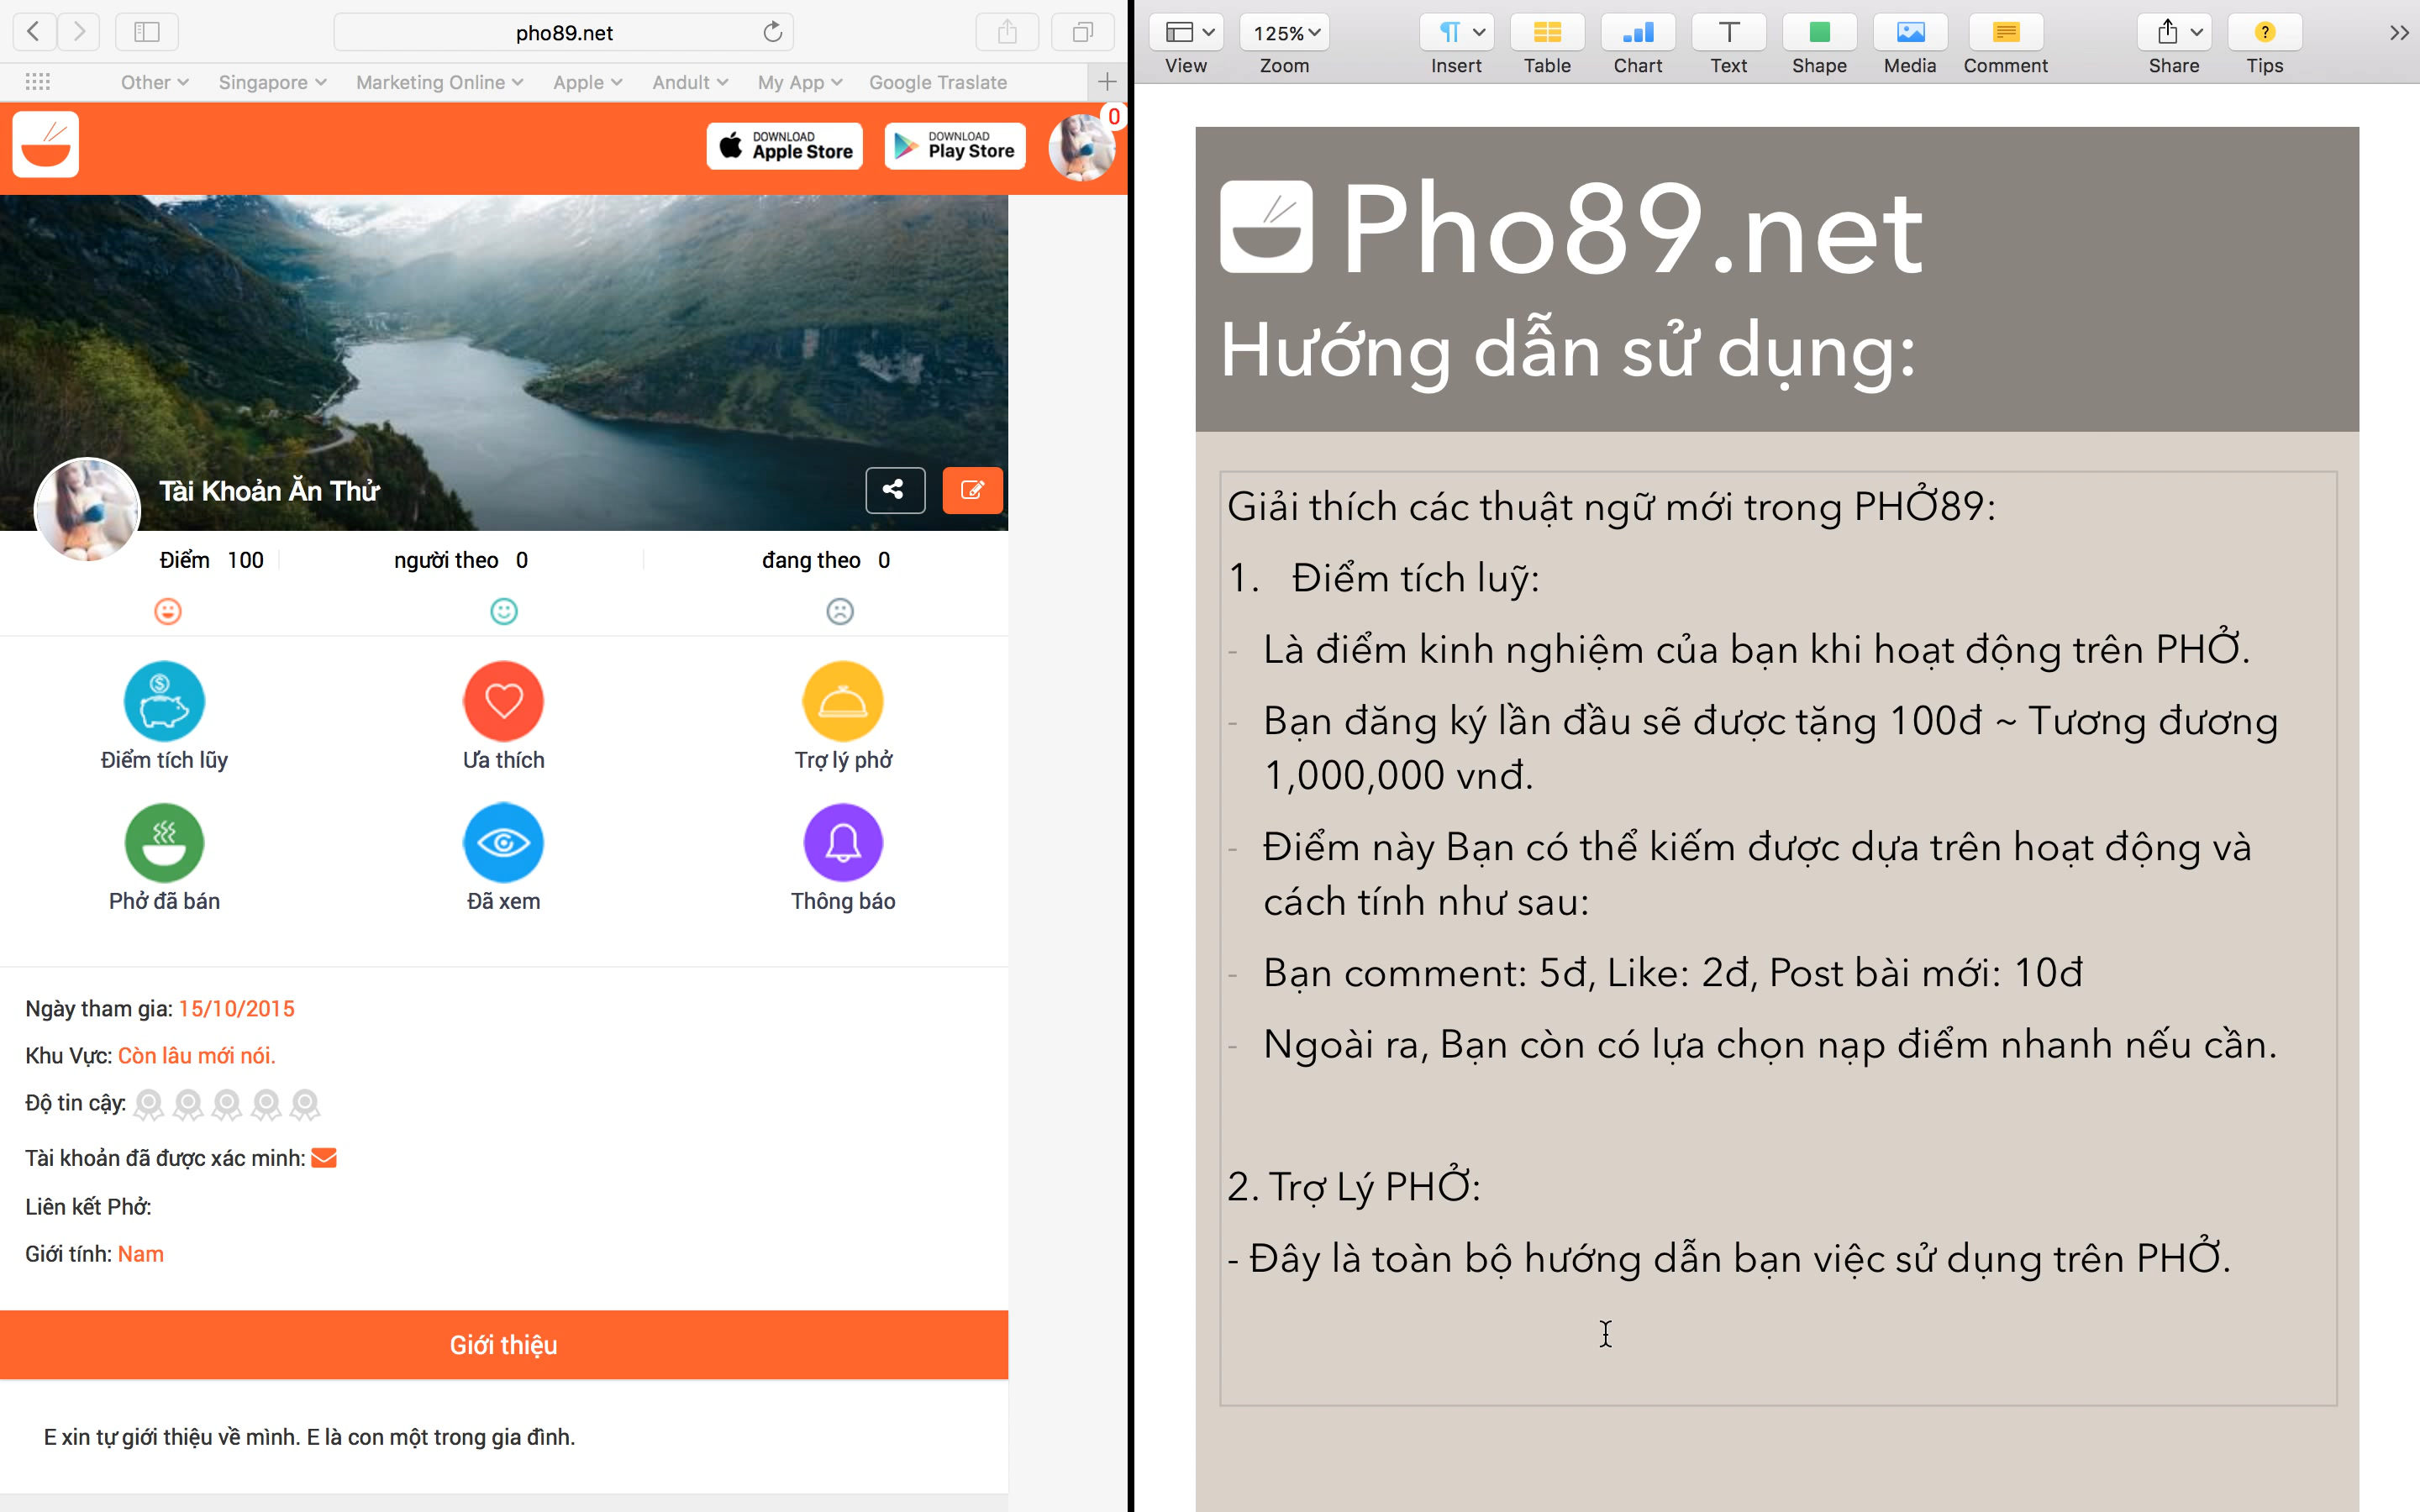 pho89.net
Other
Singapore
Marketing Online
Apple
Andult
My App
Google Traslate
DOWNLOAD
Apple Store
DOWNLOAD
Play Store
0
Tài Khoản Ăn Thử
Điểm 100
người theo 0
đang theo 0
Điểm tích lũy
Ưa thích
Trợ lý phở
Phở đã bán
Đã xem
Thông báo
Ngày tham gia: 15/10/2015
Khu Vực: Còn lâu mới nói.
Độ tin cậy:
Tài khoản đã được xác minh:
Liên kết Phở:
Giới tính: Nam
Giới thiệu
E xin tự giới thiệu về mình. E là con một trong gia đình.
125%
View
Zoom
Insert
Table
Chart
Text
Shape
Media
Comment
Share
Tips
Pho89.net
Hướng dẫn sử dụng:
Giải thích các thuật ngữ mới trong PHỞ89:
1. Điểm tích luỹ:
- Là điểm kinh nghiệm của bạn khi hoạt động trên PHỞ.
- Bạn đăng ký lần đầu sẽ được tặng 100đ ~ Tương đương
1,000,000 vnđ.
- Điểm này Bạn có thể kiếm được dựa trên hoạt động và
cách tính như sau:
- Bạn comment: 5đ, Like: 2đ, Post bài mới: 10đ
- Ngoài ra, Bạn còn có lựa chọn nạp điểm nhanh nếu cần.
2. Trợ Lý PHỞ:
- Đây là toàn bộ hướng dẫn bạn việc sử dụng trên PHỞ.